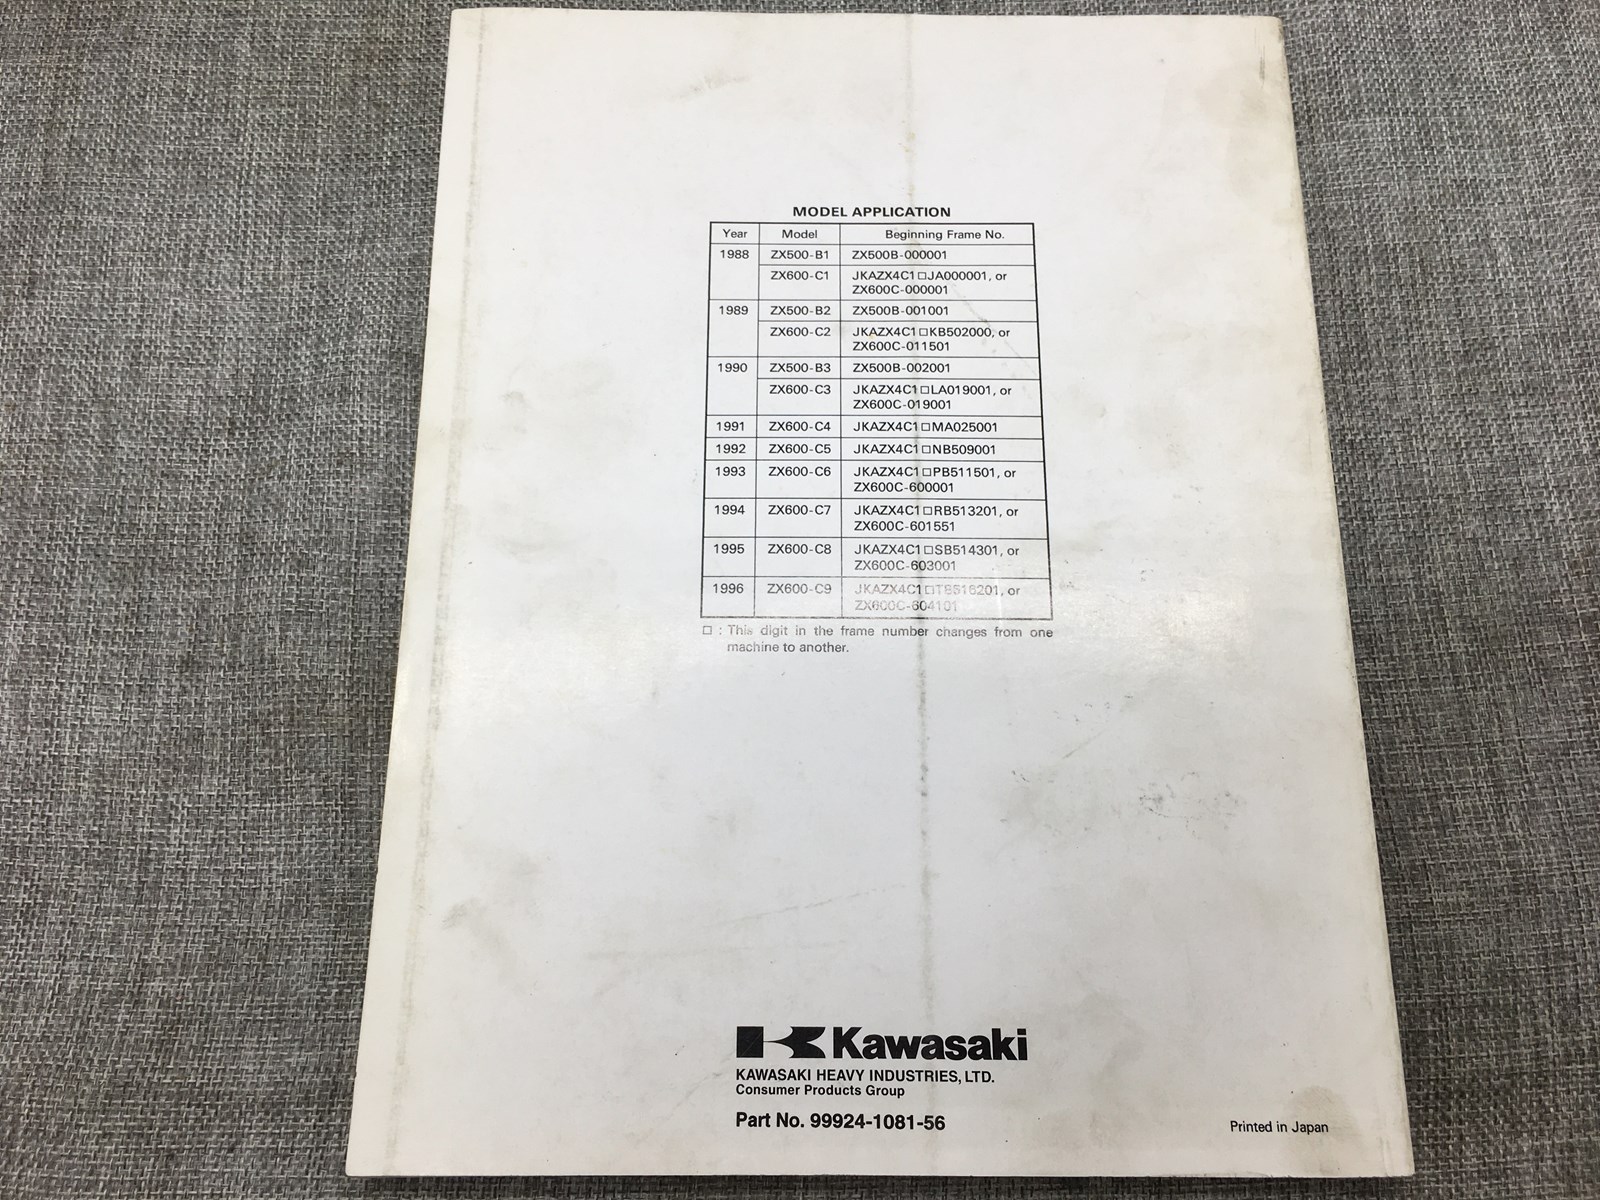 MODEL APPLICATION
Year Model Beginning Frame No.
1988 ZX500-B1 ZX500B-000001
ZX600-C1 JKAZX4C1□JA000001, or
ZX600C-000001
1989 ZX500-B2 ZX500B-001001
ZX600-C2 JKAZX4C1□KB502000, or
ZX600C-011501
1990 ZX500-B3 ZX500B-002001
ZX600-C3 JKAZX4C1□LA019001, or
ZX600C-019001
1991 ZX600-C4 JKAZX4C1□MA025001
1992 ZX600-C5 JKAZX4C1□NB509001
1993 ZX600-C6 JKAZX4C1□PB511501, or
ZX600C-600001
1994 ZX600-C7 JKAZX4C1□RB513201, or
ZX600C-601551
1995 ZX600-C8 JKAZX4C1□SB514301, or
ZX600C-603001
1996 ZX600-C9 or
ZX600C-604101
□ : This digit in the frame number changes from one
machine to another.
Kawasaki
KAWASAKI HEAVY INDUSTRIES, LTD.
Consumer Products Group
Part No. 99924-1081-56
Printed in Japan